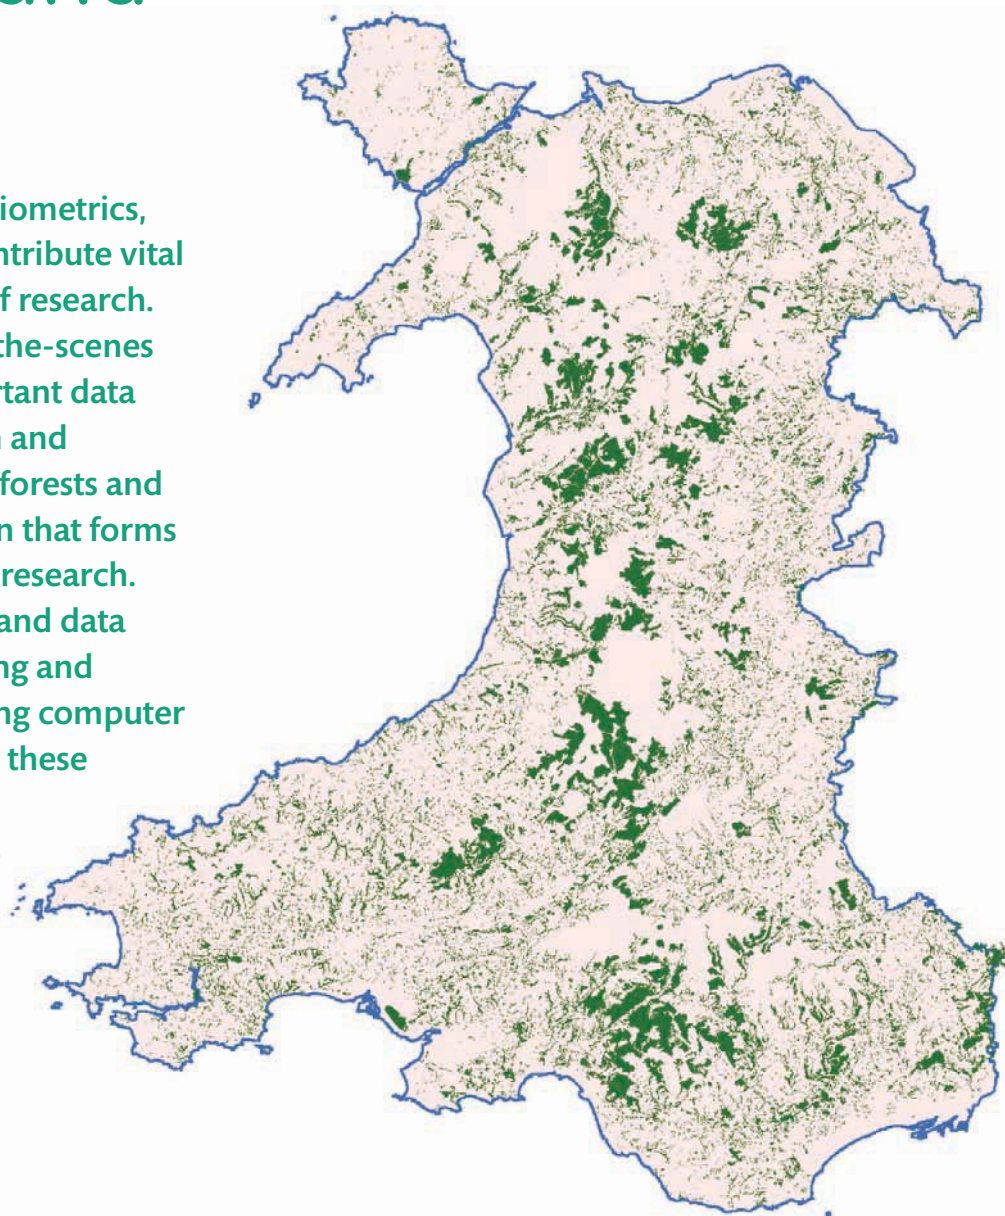 iometrics,
ntribute vital
f research.
the-scenes
rtant data
n and
forests and
n that forms
research.
and data
ng and
ng computer
these